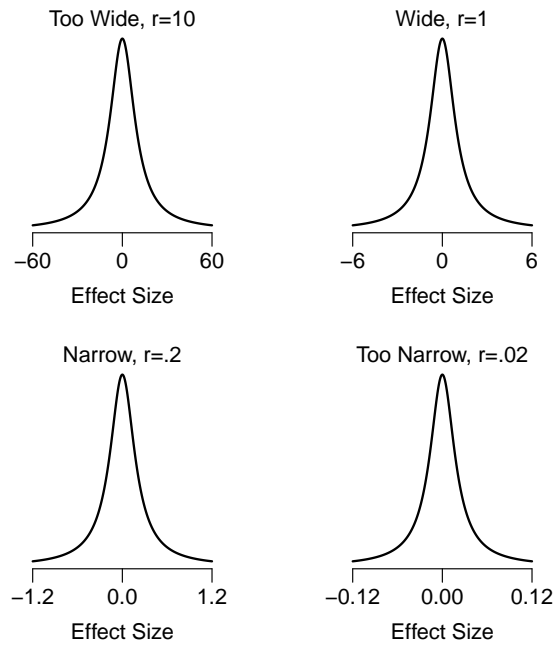 Too Wide, r=10
−60 0 60
Effect Size
Wide, r=1
−6 0 6
Effect Size
Narrow, r=.2
−1.2 0.0 1.2
Effect Size
Too Narrow, r=.02
−0.12 0.00 0.12
Effect Size